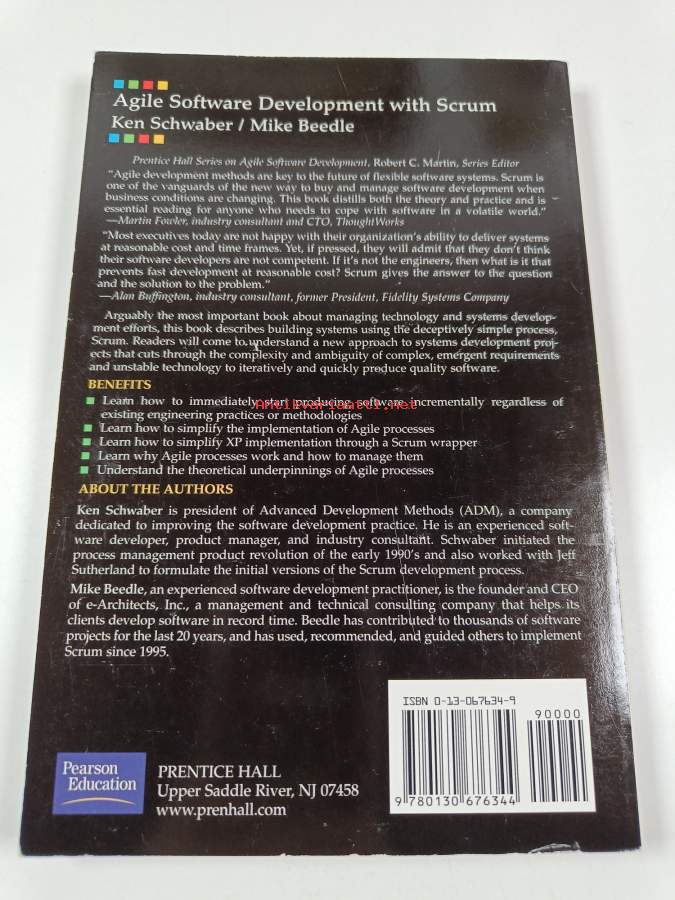 Agile Software Development with Scrum
Ken Schwaber / Mike Beedle
Prentice Hall Series on Agile Software Development, Robert C. Martin, Series Editor
"Agile development methods are key to the future of flexible software systems. Scrum is
one of the vanguards of the new way to buy and manage software development when
business conditions are changing. This book distills both the theory and practice and is
essential reading for anyone who needs to cope with software in a volatile world."
—Martin Fowler, industry consultant and CTO, ThoughtWorks
"Most executives today are not happy with their organization's ability to deliver systems
at reasonable cost and time frames. Yet, if pressed, they will admit that they don't think
their software developers are not competent. If it's not the engineers, then what is it that
prevents fast development at reasonable cost? Scrum gives the answer to the question
and the solution to the problem."
—Alan Buffington, industry consultant, former President, Fidelity Systems Company
Arguably the most important book about managing technology and systems develop-
ment efforts, this book describes building systems using the deceptively simple process,
Scrum. Readers will come to understand a new approach to systems development proj-
ects that cuts through the complexity and ambiguity of complex, emergent requirements
and unstable technology to iteratively and quickly produce quality software.
BENEFITS
Learn how to immediately start producing software incrementally regardless of
Antikvariaatti.net
existing engineering practices or methodologies
Learn how to simplify the implementation of Agile processes
Learn how to simplify XP implementation through a Scrum wrapper
Learn why Agile processes work and how to manage them
Understand the theoretical underpinnings of Agile processes
ABOUT THE AUTHORS
Ken Schwaber is president of Advanced Development Methods (ADM), a company
dedicated to improving the software development practice. He is an experienced soft-
ware developer, product manager, and industry consultant. Schwaber initiated the
process management product revolution of the early 1990's and also worked with Jeff
Sutherland to formulate the initial versions of the Scrum development process.
Mike Beedle, an experienced software development practitioner, is the founder and CEO
of e-Architects, Inc., a management and technical consulting company that helps its
clients develop software in record time. Beedle has contributed to thousands of software
projects for the last 20 years, and has used, recommended, and guided others to implement
Scrum since 1995.
ISBN 0-13-067634-9
90000
9 780130 676344
Pearson
Education
PRENTICE HALL
Upper Saddle River, NJ 07458
www.prenhall.com